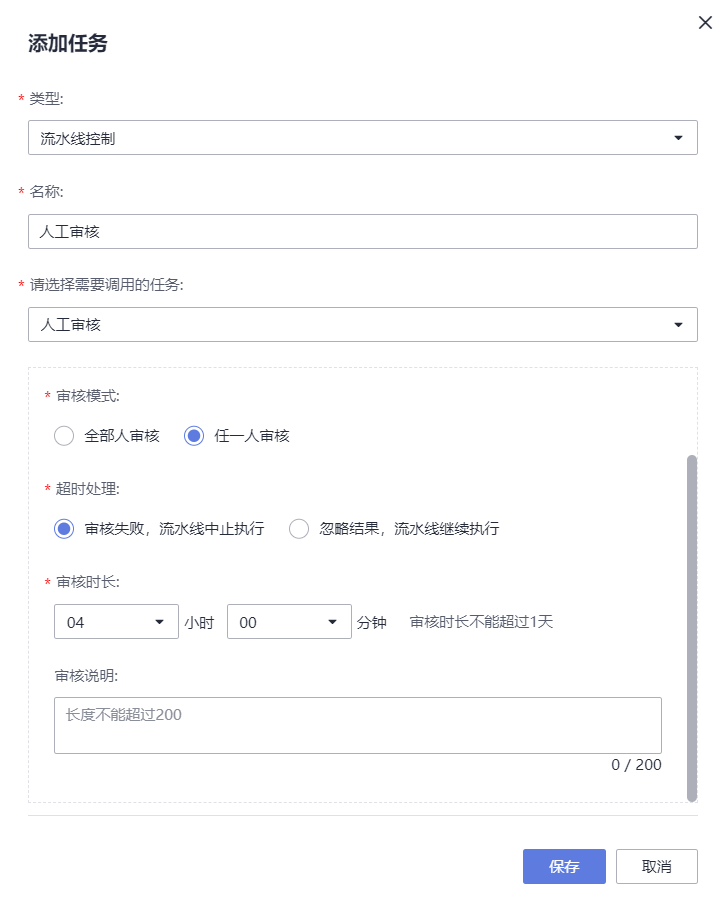 添加任务
* 类型:
流水线控制
* 名称:
人工审核
* 请选择需要调用的任务:
人工审核
* 审核模式:
全部人审核 任一人审核
* 超时处理:
审核失败，流水线中止执行 忽略结果，流水线继续执行
* 审核时长:
04 小时 00 分钟 审核时长不能超过1天
审核说明:
长度不能超过200
0 / 200
保存 取消